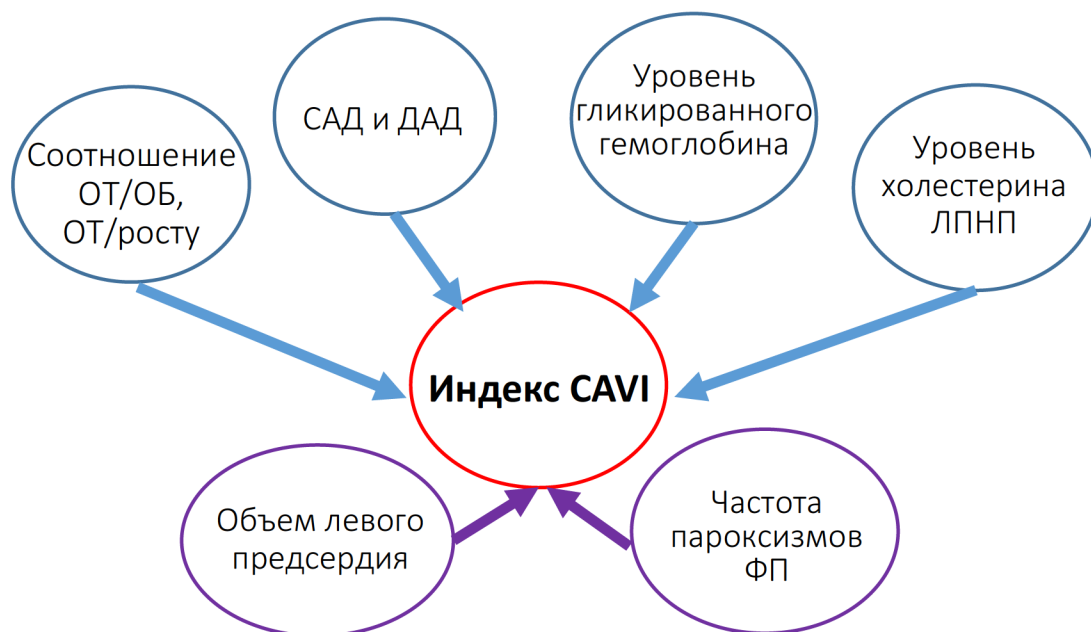 Соотношение
ОТ/ОБ,
ОТ/росту
САД и ДАД
Уровень
гликированного
гемоглобина
Уровень
холестерина
ЛПНП
Индекс CAVI
Объем левого
предсердия
Частота
пароксизмов
ФП